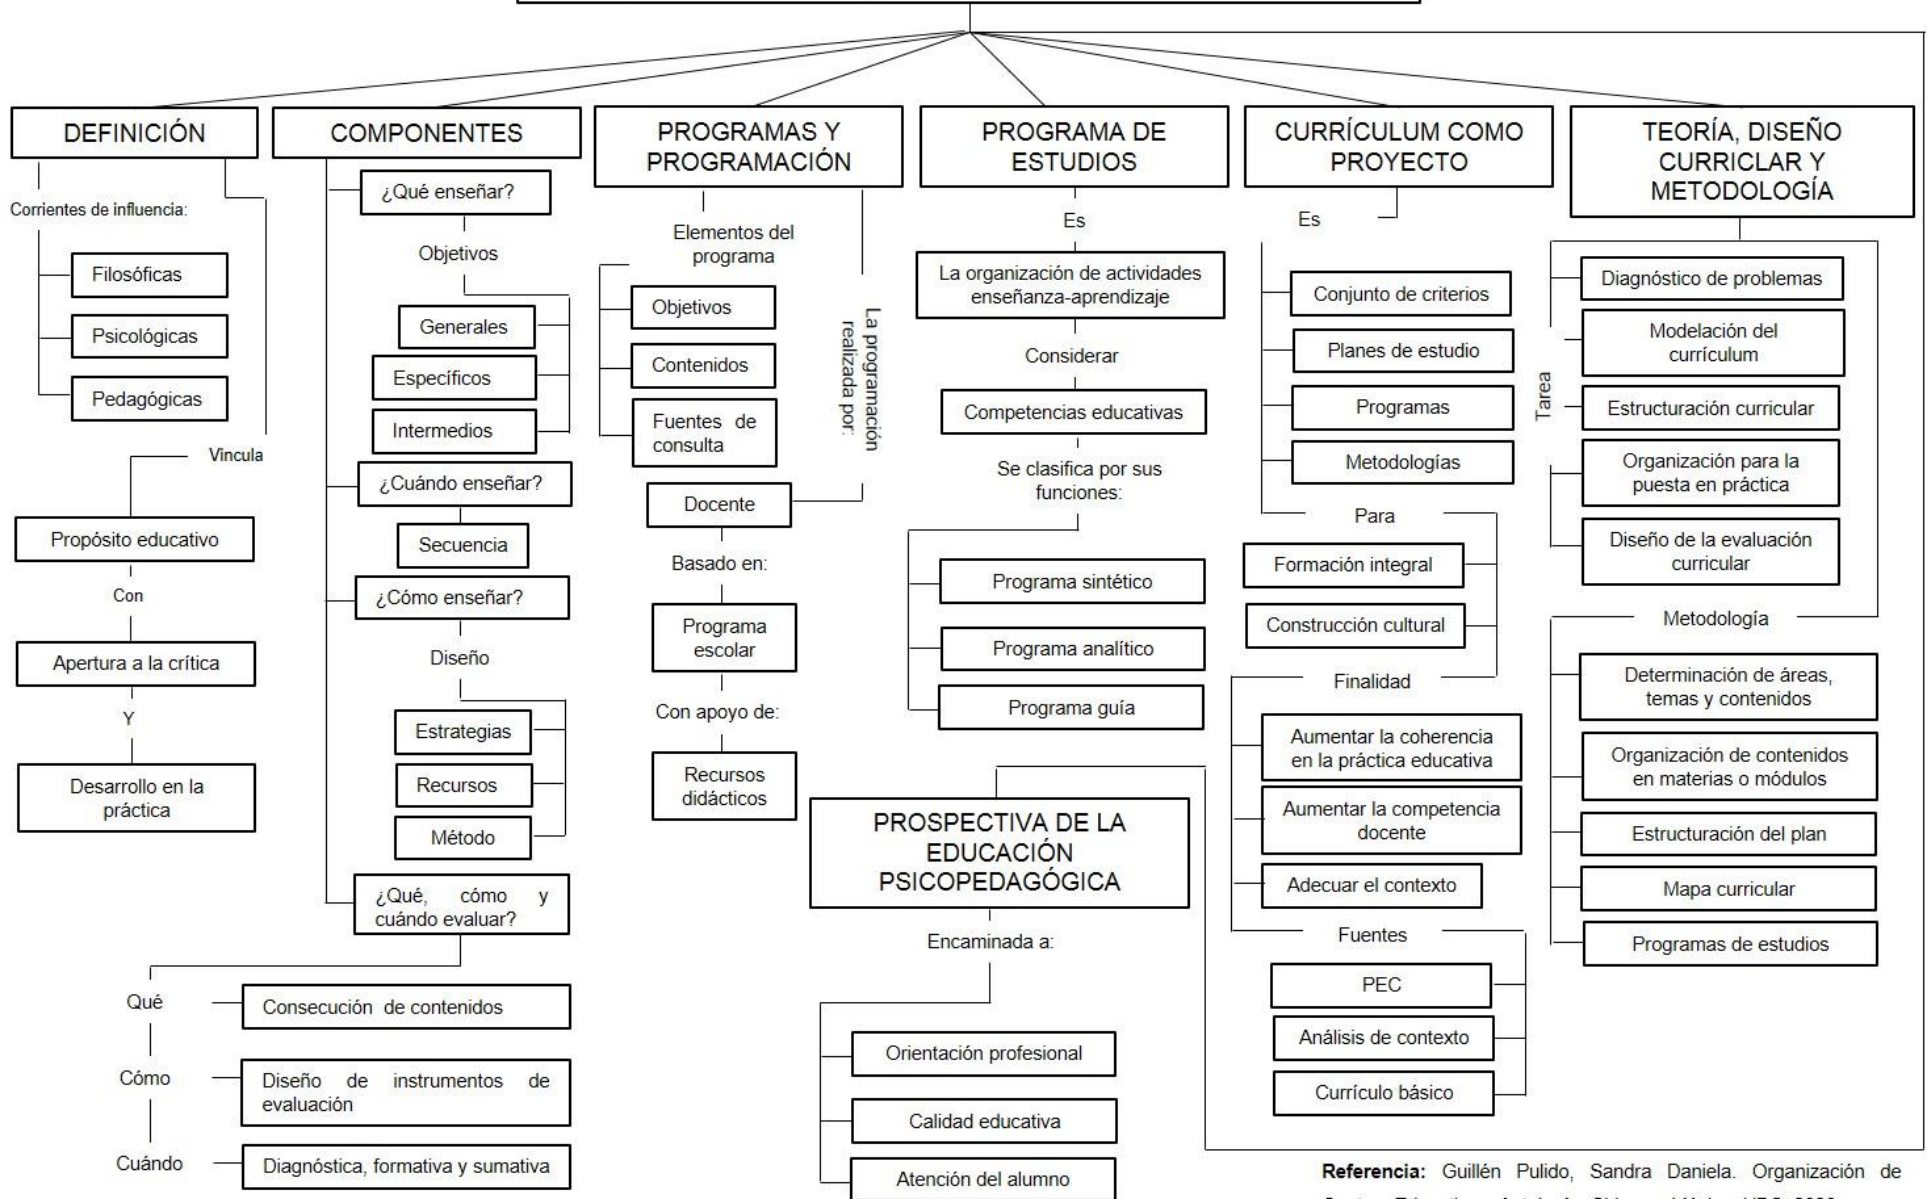 DEFINICIÓN
Corrientes de influencia:
Filosóficas
Psicológicas
Pedagógicas
Vincula
Propósito educativo
Con
Apertura a la crítica
Y
Desarrollo en la
práctica
COMPONENTES
¿Qué enseñar?
Objetivos
Generales
Específicos
Intermedios
¿Cuándo enseñar?
Secuencia
¿Cómo enseñar?
Diseño
Estrategias
Recursos
Método
¿Qué, cómo y
cuándo evaluar?
Qué
Consecución de contenidos
Cómo
Diseño de instrumentos de
evaluación
Cuándo
Diagnóstica, formativa y sumativa
PROGRAMAS Y
PROGRAMACIÓN
Elementos del
programa
Objetivos
Contenidos
Fuentes de
consulta
La programación
realizada por:
Docente
Basado en:
Programa
escolar
Con apoyo de:
Recursos
didácticos
PROGRAMA DE
ESTUDIOS
Es
La organización de actividades
enseñanza-aprendizaje
Considerar
Competencias educativas
Se clasifica por sus
funciones:
Programa sintético
Programa analítico
Programa guía
PROSPECTIVA DE LA
EDUCACIÓN
PSICOPEDAGÓGICA
Encaminada a:
Orientación profesional
Calidad educativa
Atención del alumno
CURRÍCULUM COMO
PROYECTO
Es
Conjunto de criterios
Planes de estudio
Programas
Metodologías
Para
Formación integral
Construcción cultural
Finalidad
Aumentar la coherencia
en la práctica educativa
Aumentar la competencia
docente
Adecuar el contexto
Fuentes
PEC
Análisis de contexto
Currículo básico
TEORÍA, DISEÑO
CURRICLAR Y
METODOLOGÍA
Tarea
Diagnóstico de problemas
Modelación del
currículum
Estructuración curricular
Organización para la
puesta en práctica
Diseño de la evaluación
curricular
Metodología
Determinación de áreas,
temas y contenidos
Organización de contenidos
en materias o módulos
Estructuración del plan
Mapa curricular
Programas de estudios
Referencia: Guillén Pulido, Sandra Daniela. Organización de